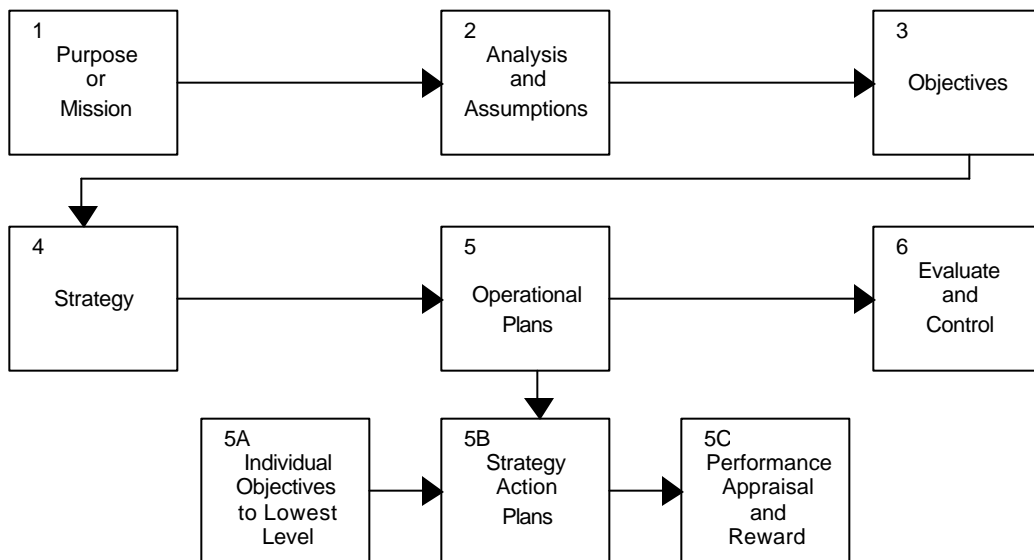 1
Purpose
or
Mission
2
Analysis
and
Assumptions
3
Objectives
4
Strategy
5
Operational
Plans
6
Evaluate
and
Control
5A
Individual
Objectives
to Lowest
Level
5B
Strategy
Action
Plans
5C
Performance
Appraisal
and
Reward